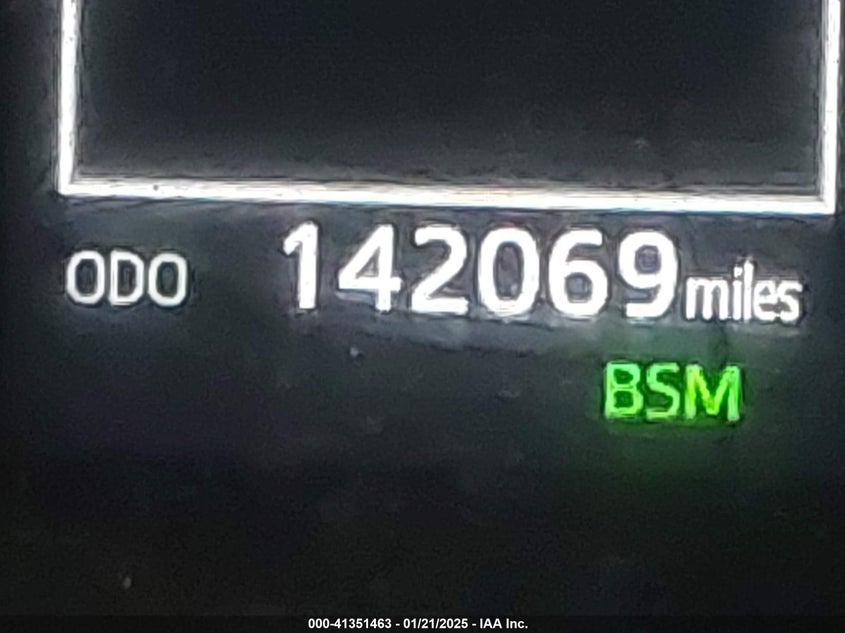 ODO 142069 miles
BSM
000-41351463 - 01/21/2025 - IAA Inc.